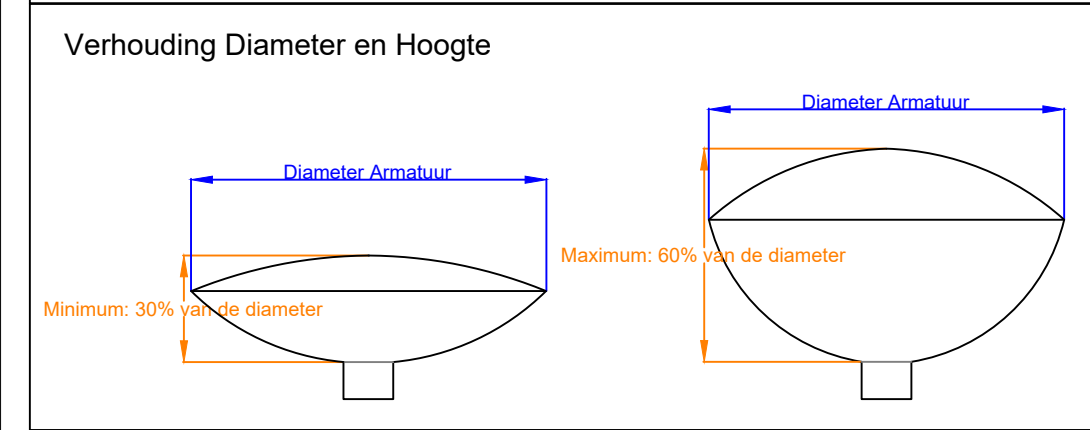 Verhouding Diameter en Hoogte
Diameter Armatuur
Minimum: 30% van de diameter
Diameter Armatuur
Maximum: 60% van de diameter